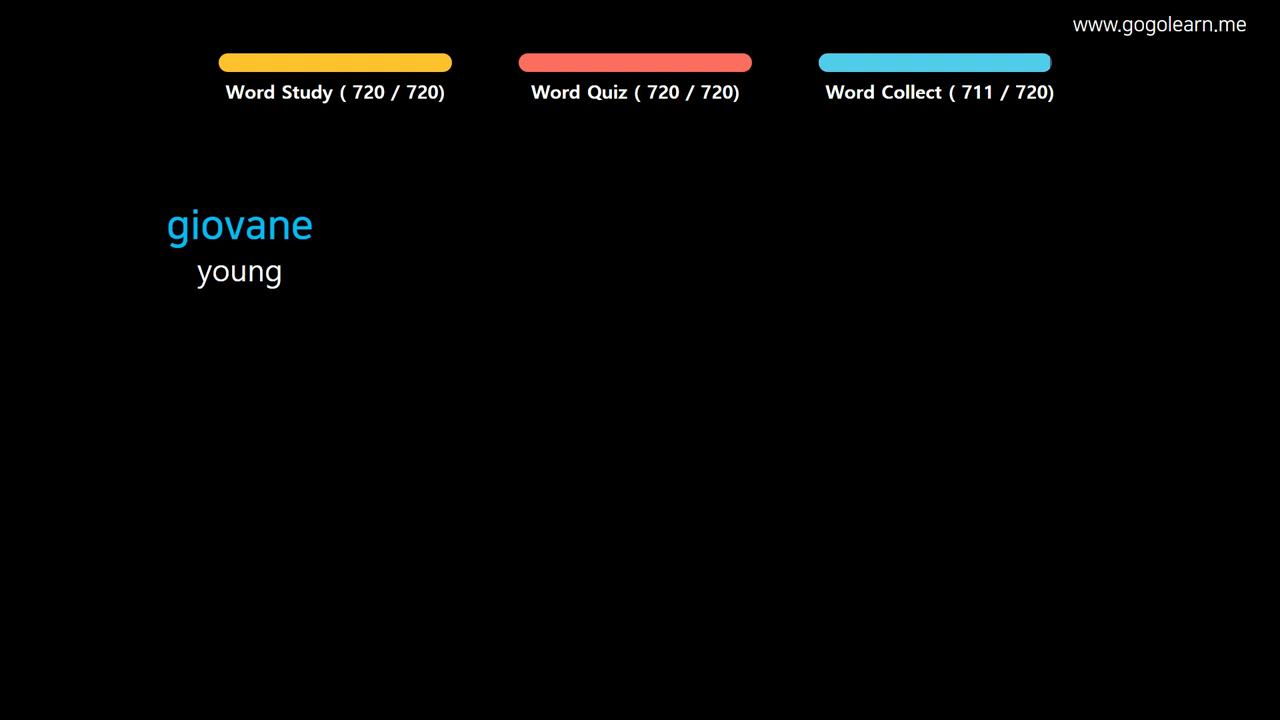 www.gogolearn.me
Word Study ( 720 / 720)
Word Quiz ( 720 / 720)
Word Collect ( 711 / 720)
giovane
young